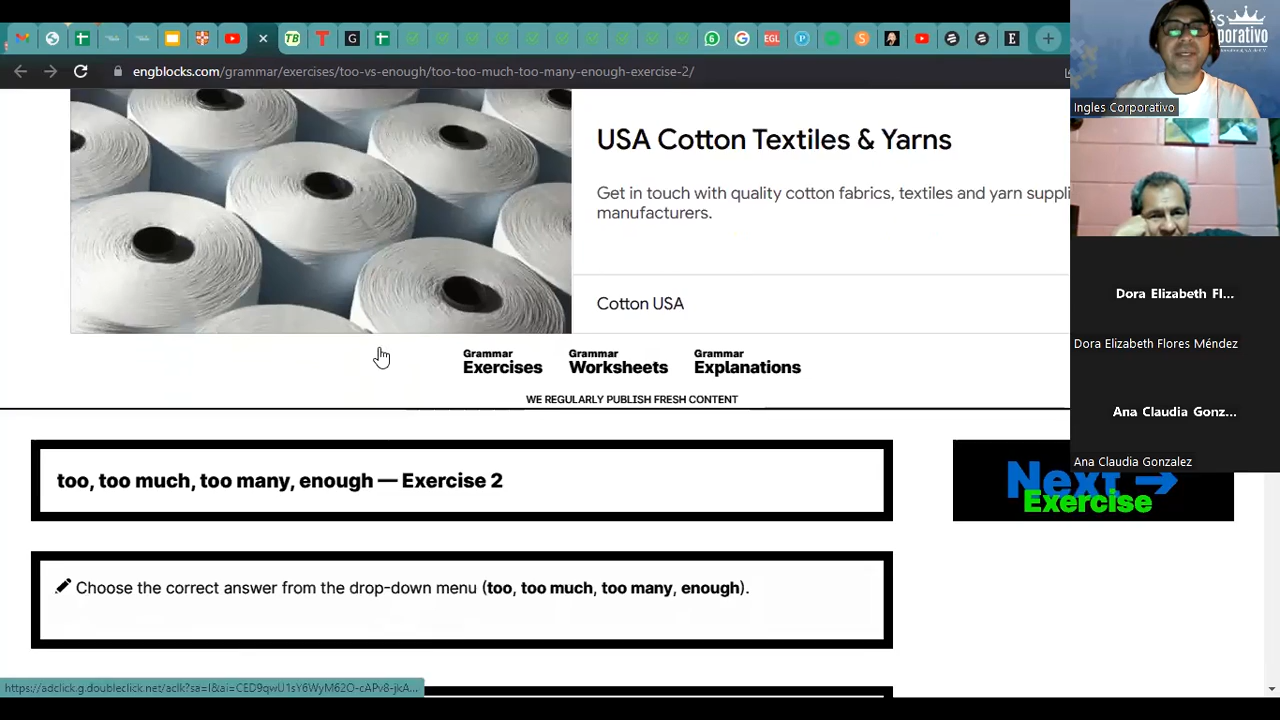 engblocks.com/grammar/exercises/too-vs-enough/too-too-much-too-many-enough-exercise-2/
USA Cotton Textiles & Yarns
Get in touch with quality cotton fabrics, textiles and yarn suppli
manufacturers.
Cotton USA
Grammar
Exercises
Grammar
Worksheets
Grammar
Explanations
WE REGULARLY PUBLISH FRESH CONTENT
too, too much, too many, enough — Exercise 2
Next →
Exercise
Choose the correct answer from the drop-down menu (too, too much, too many, enough).
Ingles Corporativo
Dora Elizabeth Fl...
Dora Elizabeth Flores Méndez
Ana Claudia Gonz...
Ana Claudia Gonzalez